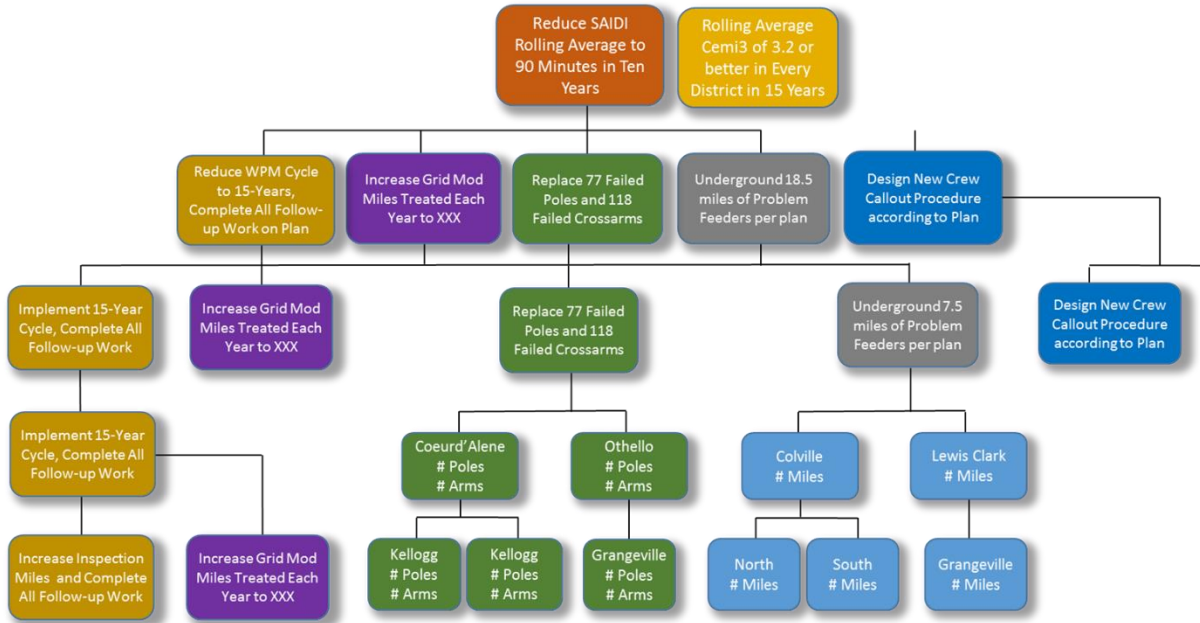 Reduce SAIDI
Rolling Average to
90 Minutes in Ten
Years
Rolling Average
Cemi3 of 3.2 or
better in Every
District in 15 Years
Reduce WPM Cycle
to 15-Years,
Complete All Follow-
up Work on Plan
Increase Grid Mod
Miles Treated Each
Year to XXX
Replace 77 Failed
Poles and 118
Failed Crossarms
Underground 18.5
miles of Problem
Feeders per plan
Design New Crew
Callout Procedure
according to Plan
Implement 15-Year
Cycle, Complete All
Follow-up Work
Increase Grid Mod
Miles Treated Each
Year to XXX
Replace 77 Failed
Poles and 118
Failed Crossarms
Underground 7.5
miles of Problem
Feeders per plan
Design New Crew
Callout Procedure
according to Plan
Implement 15-Year
Cycle, Complete All
Follow-up Work
Coeurd'Alene
# Poles
# Arms
Othello
# Poles
# Arms
Colville
# Miles
Lewis Clark
# Miles
Increase Inspection
Miles and Complete
All Follow-up Work
Increase Grid Mod
Miles Treated Each
Year to XXX
Kellogg
# Poles
# Arms
Kellogg
# Poles
# Arms
Grangeville
# Poles
# Arms
North
# Miles
South
# Miles
Grangeville
# Miles